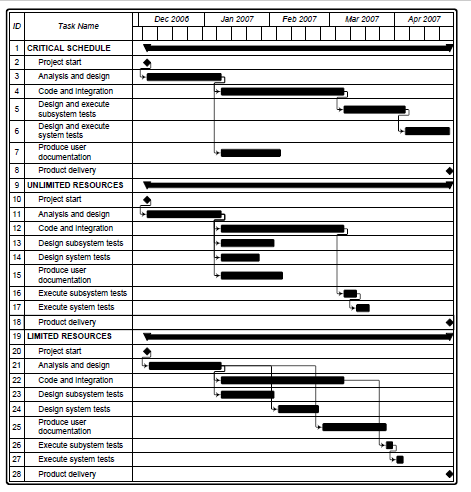 ID Task Name Dec 2006 Jan 2007 Feb 2007 Mar 2007 Apr 2007
1 CRITICAL SCHEDULE
2 Project start
3 Analysis and design
4 Code and Integration
5 Design and execute
subsystem tests
6 Design and execute
system tests
7 Produce user
documentation
8 Product delivery
9 UNLIMITED RESOURCES
10 Project start
11 Analysis and design
12 Code and Integration
13 Design subsystem tests
14 Design system tests
15 Produce user
documentation
16 Execute subsystem tests
17 Execute system tests
18 Product delivery
19 LIMITED RESOURCES
20 Project start
21 Analysis and design
22 Code and Integration
23 Design subsystem tests
24 Design system tests
25 Produce user
documentation
26 Execute subsystem tests
27 Execute system tests
28 Product delivery